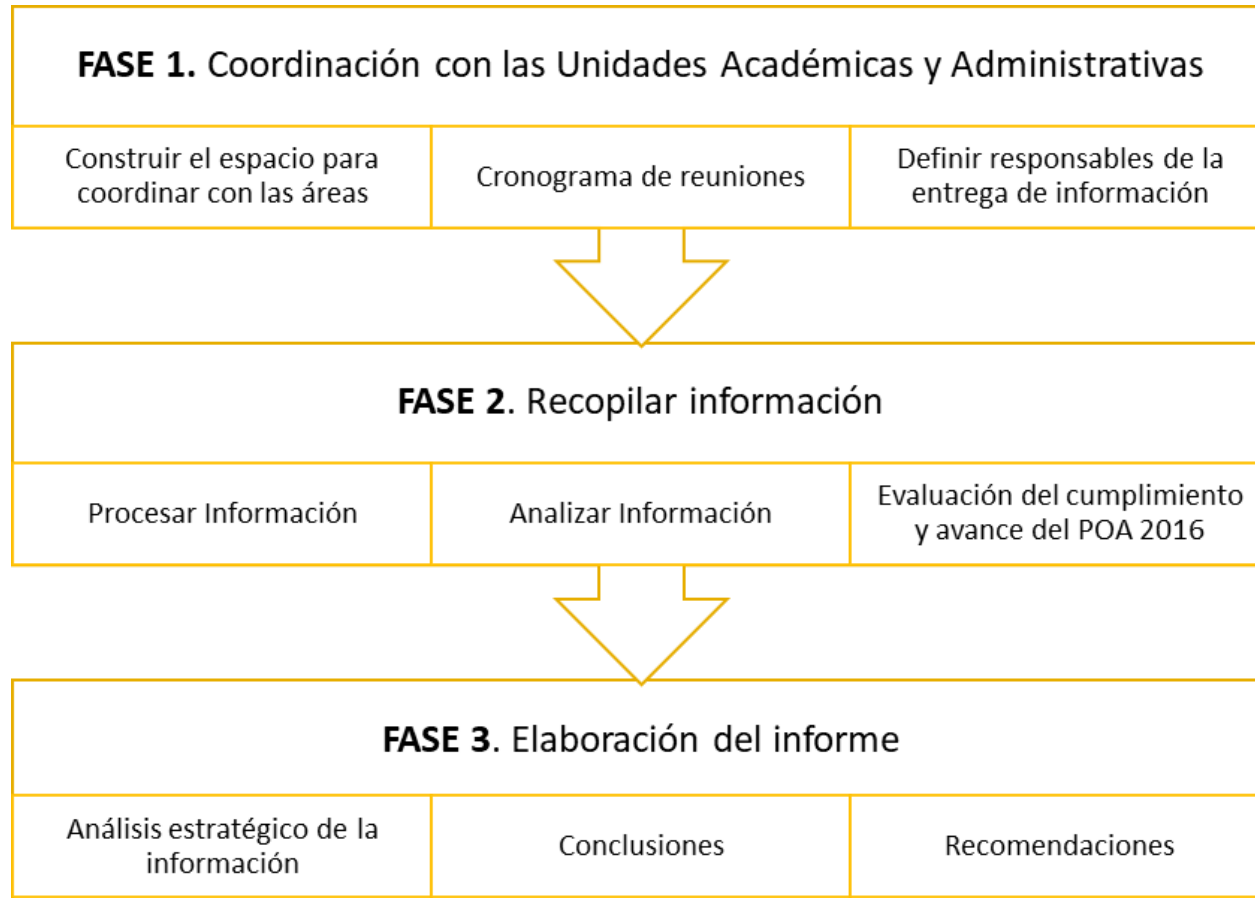 FASE 1. Coordinación con las Unidades Académicas y Administrativas
Construir el espacio para
coordinar con las áreas
Cronograma de reuniones
Definir responsables de la
entrega de información
FASE 2. Recopilar información
Procesar Información
Analizar Información
Evaluación del cumplimiento
y avance del POA 2016
FASE 3. Elaboración del informe
Análisis estratégico de la
información
Conclusiones
Recomendaciones